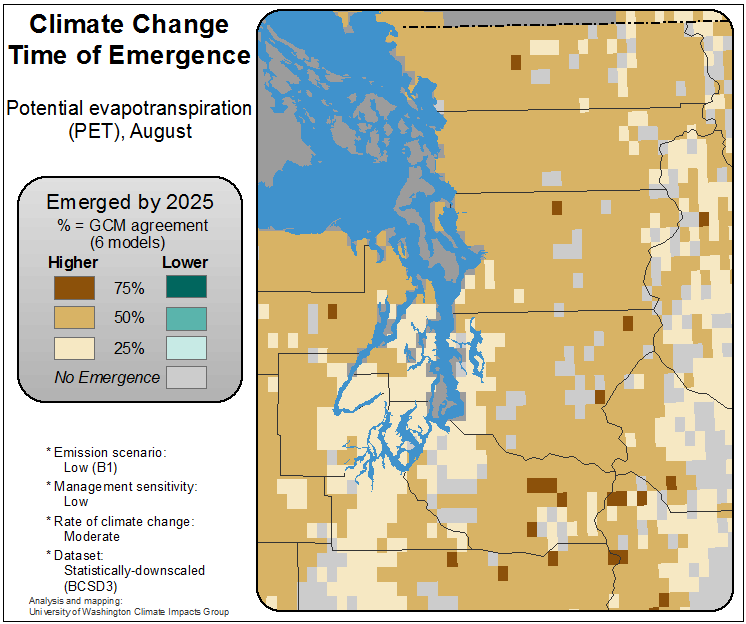 Climate Change
Time of Emergence
Potential evapotranspiration
(PET), August
Emerged by 2025
% = GCM agreement
(6 models)
Higher Lower
75%
50%
25%
No Emergence
* Emission scenario:
Low (B1)
* Management sensitivity:
Low
* Rate of climate change:
Moderate
* Dataset:
Statistically-downscaled
(BCSD3)
Analysis and mapping:
University of Washington Climate Impacts Group